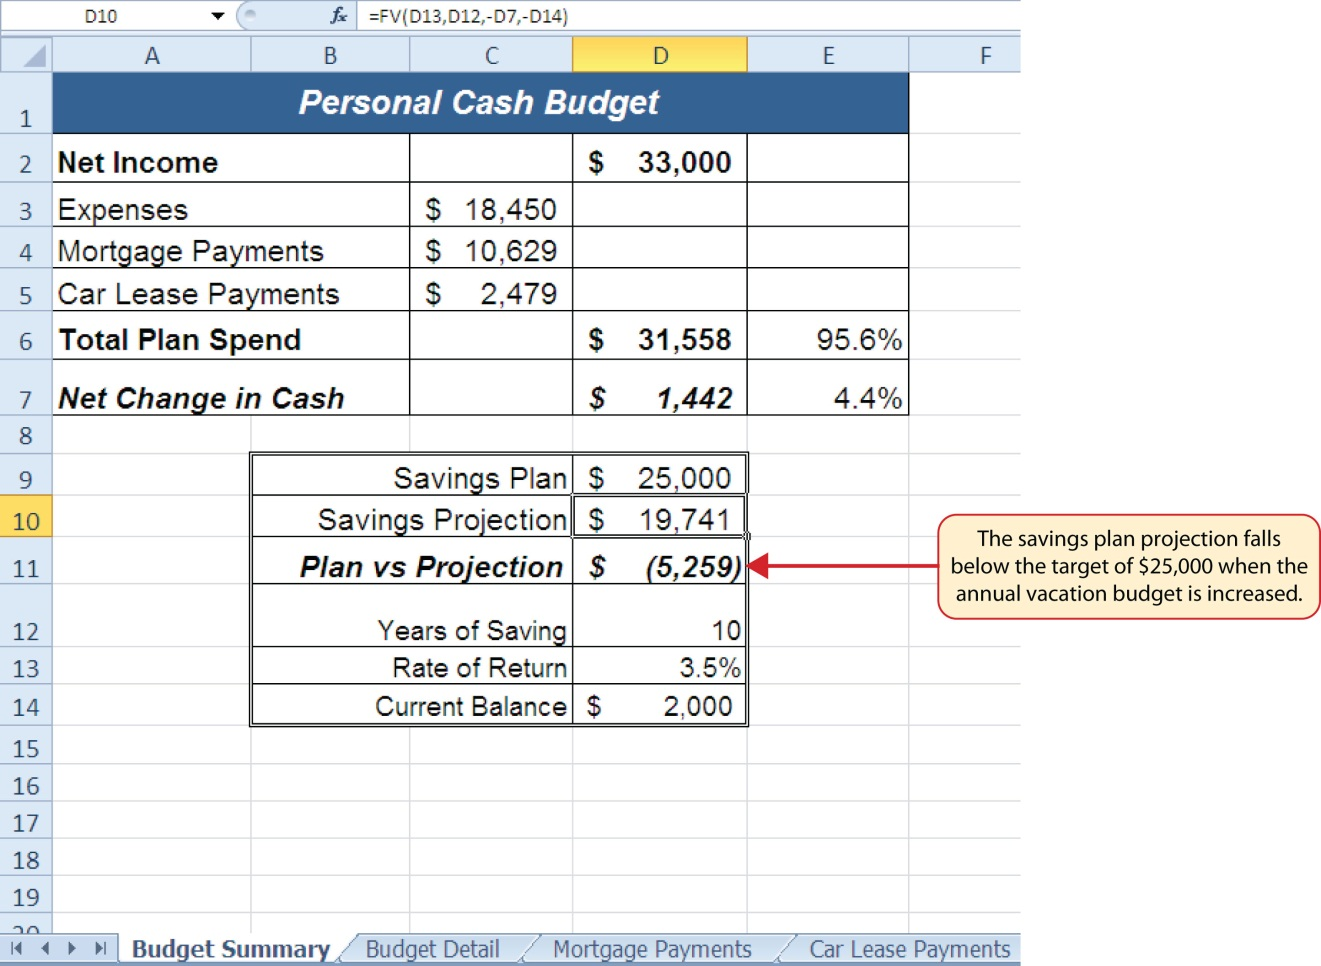 D10 fx =FV(D13,D12,-D7,-D14)
A B C D E F
1 Personal Cash Budget
2 Net Income $ 33,000
3 Expenses $ 18,450
4 Mortgage Payments $ 10,629
5 Car Lease Payments $ 2,479
6 Total Plan Spend $ 31,558 95.6%
7 Net Change in Cash $ 1,442 4.4%
8
9 Savings Plan $ 25,000
10 Savings Projection $ 19,741
11 Plan vs Projection $ (5,259)
The savings plan projection falls
below the target of $25,000 when the
annual vacation budget is increased.
12 Years of Saving 10
13 Rate of Return 3.5%
14 Current Balance $ 2,000
15
16
17
18
19
20
Budget Summary Budget Detail Mortgage Payments Car Lease Payments